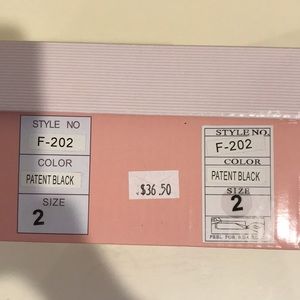 STYLE NO
F-202
COLOR
PATENT BLACK
SIZE
2
$36.50
STYLE NO.
F-202
COLOR
PATENT BLACK
SIZE
2